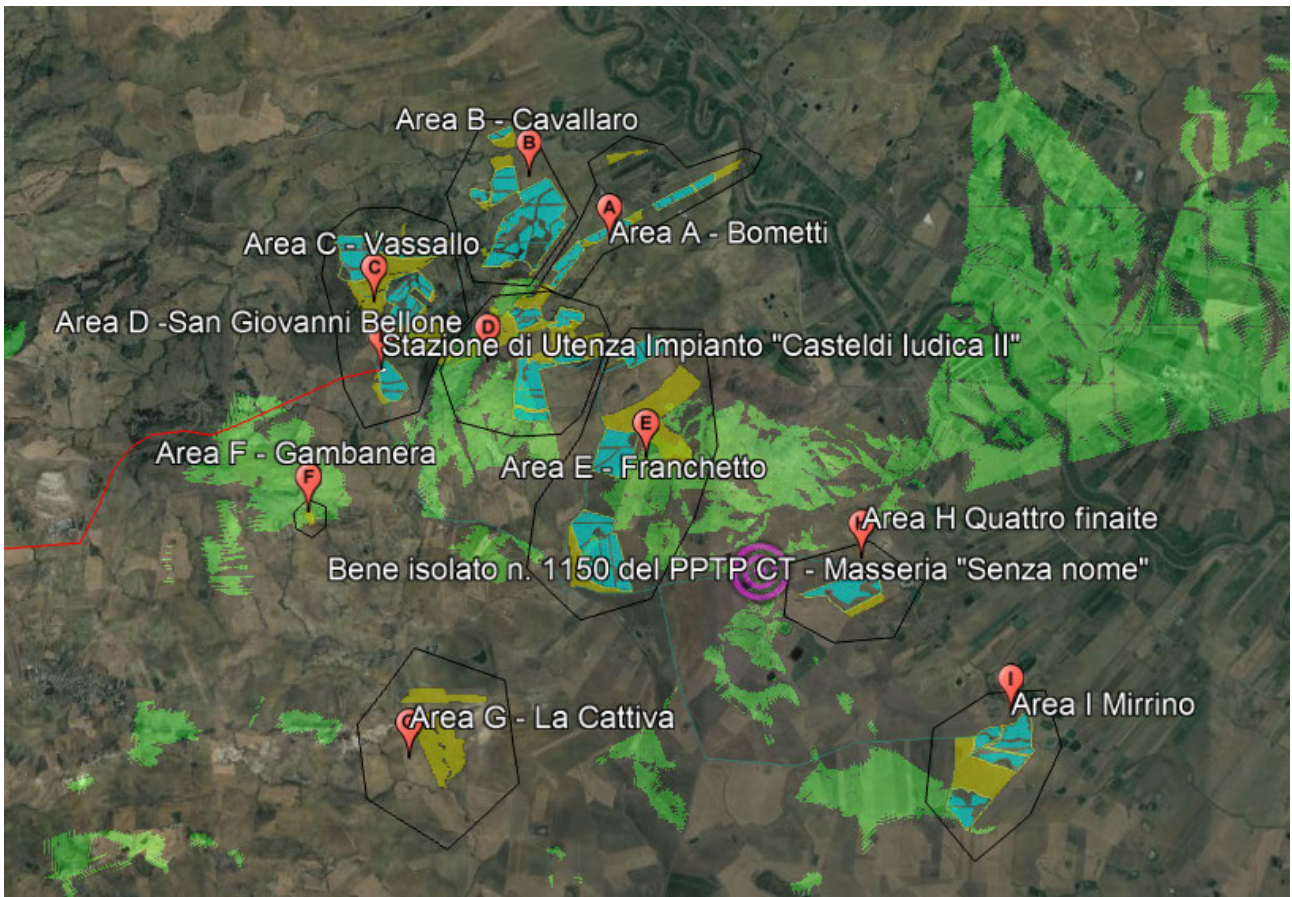 Area B - Cavallaro
B
A
Area A - Bometti
Area C - Vassallo
C
Area D -San Giovanni Bellone
D
Stazione di Utenza Impianto "Casteldi Iudica II"
E
Area F - Gambanera
Area E - Franchetto
F
Area H Quattro finaite
H
Bene isolato n. 1150 del PPTP CT - Masseria "Senza nome"
I
Area I Mirrino
Area G - La Cattiva
G